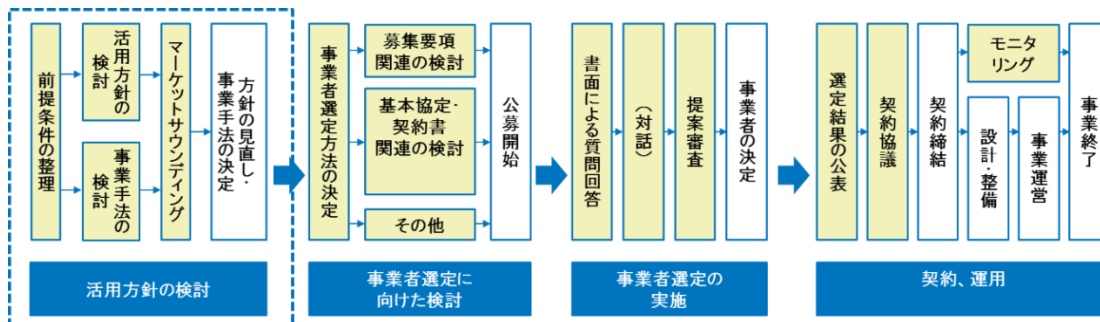 前提条件の整理
活用方針の
検討
事業手法の
検討
マーケットサウンディング
方針の見直し・
事業手法の決定
活用方針の検討
事業者選定方法の決定
募集要項
関連の検討
基本協定・
契約書
関連の検討
その他
公募開始
事業者選定に
向けた検討
書面による質問回答
（対話）
提案審査
事業者の決定
事業者選定の
実施
選定結果の公表
契約協議
契約締結
モニタ
リング
設計・整備
事業運営
事業終了
契約、運用